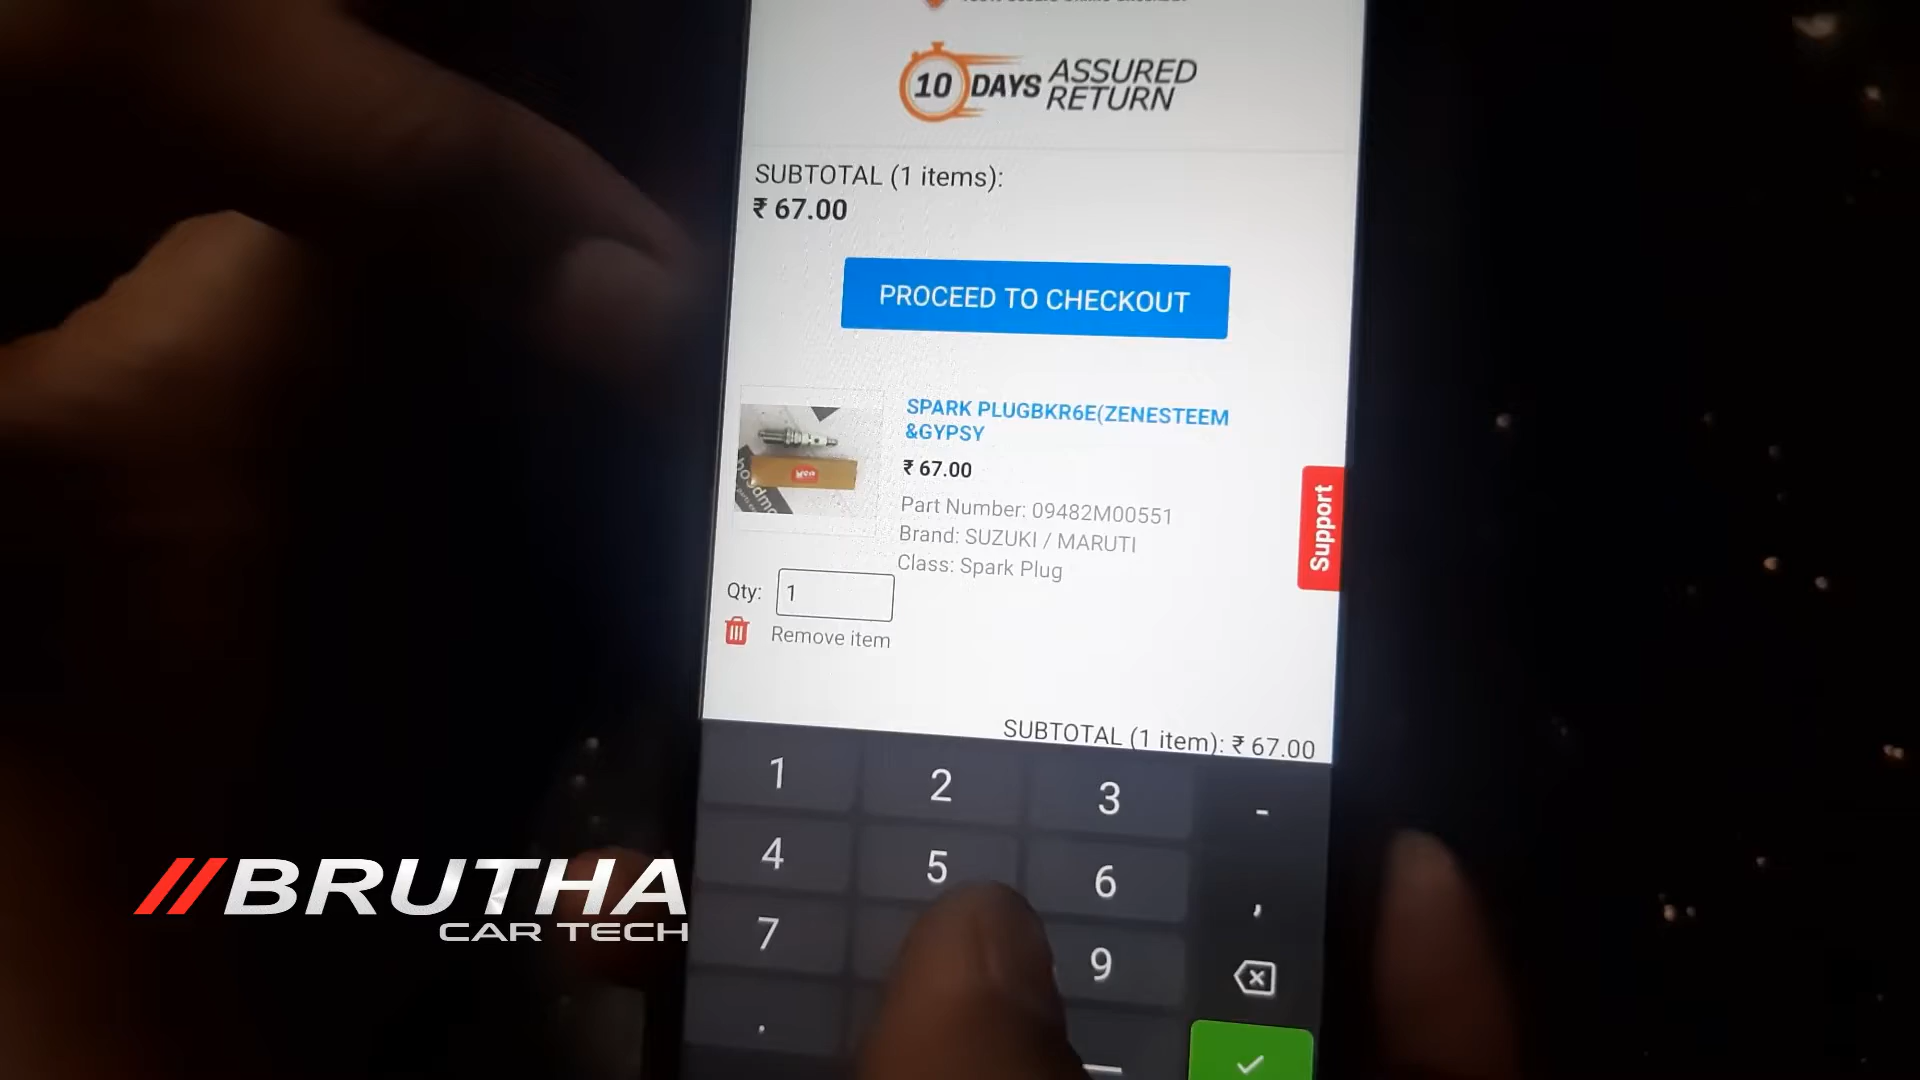 10 DAYS ASSURED
RETURN
SUBTOTAL (1 items):
₹ 67.00
PROCEED TO CHECKOUT
SPARK PLUGBKR6E(ZENESTEEM
&GYPSY
₹ 67.00
Part Number: 09482M00551
Brand: SUZUKI / MARUTI
Class: Spark Plug
Support
Qty: 1
Remove item
SUBTOTAL (1 item): ₹ 67.00
1 2 3 -
4 5 6 ,
7 9
.
//BRUTHA
CAR TECH